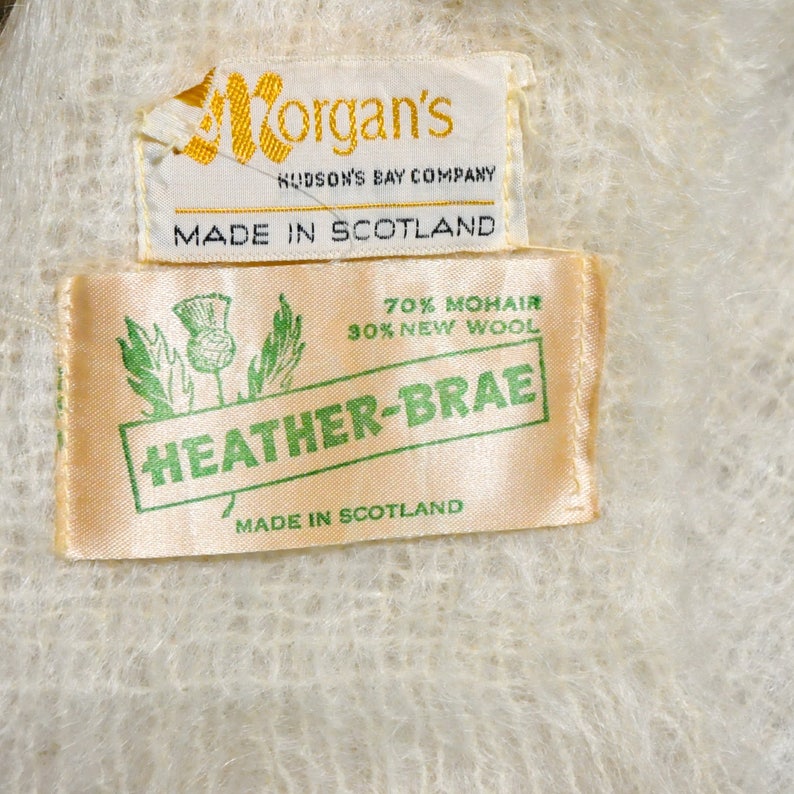 Morgan's
HUDSON'S BAY COMPANY
MADE IN SCOTLAND
70% MOHAIR
30% NEW WOOL
HEATHER-BRAE
MADE IN SCOTLAND